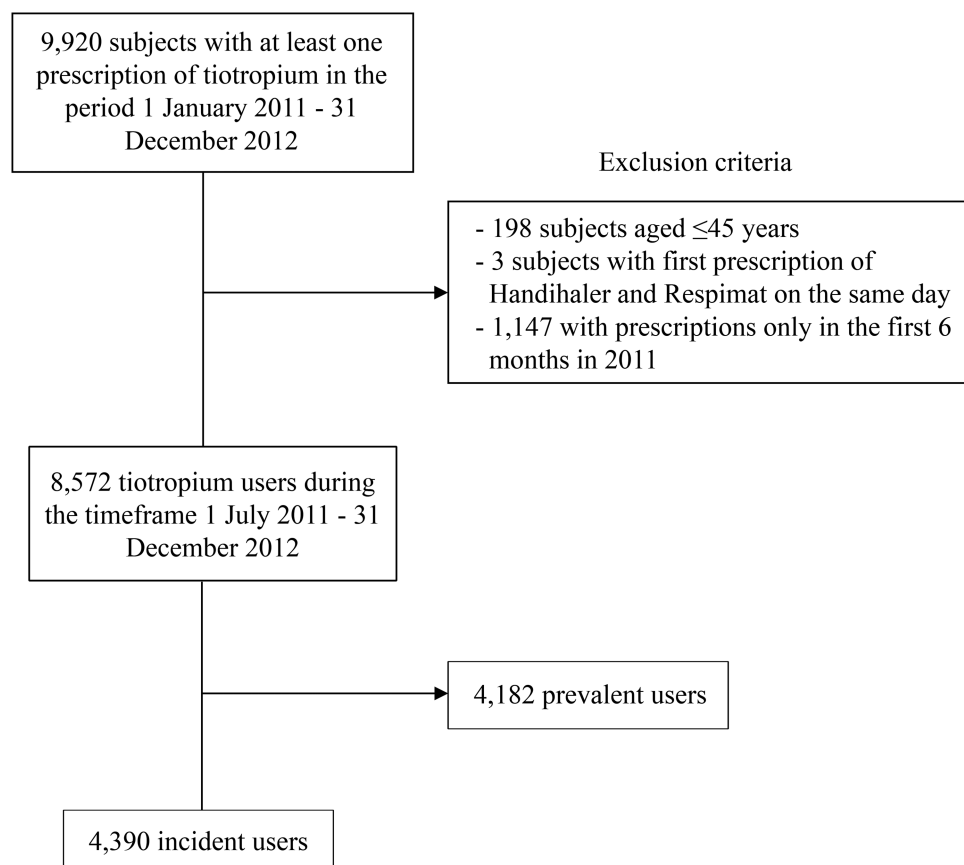 9,920 subjects with at least one
prescription of tiotropium in the
period 1 January 2011 - 31
December 2012
Exclusion criteria
- 198 subjects aged ≤45 years
- 3 subjects with first prescription of
Handihaler and Respimat on the same day
- 1,147 with prescriptions only in the first 6
months in 2011
8,572 tiotropium users during
the timeframe 1 July 2011 - 31
December 2012
4,182 prevalent users
4,390 incident users